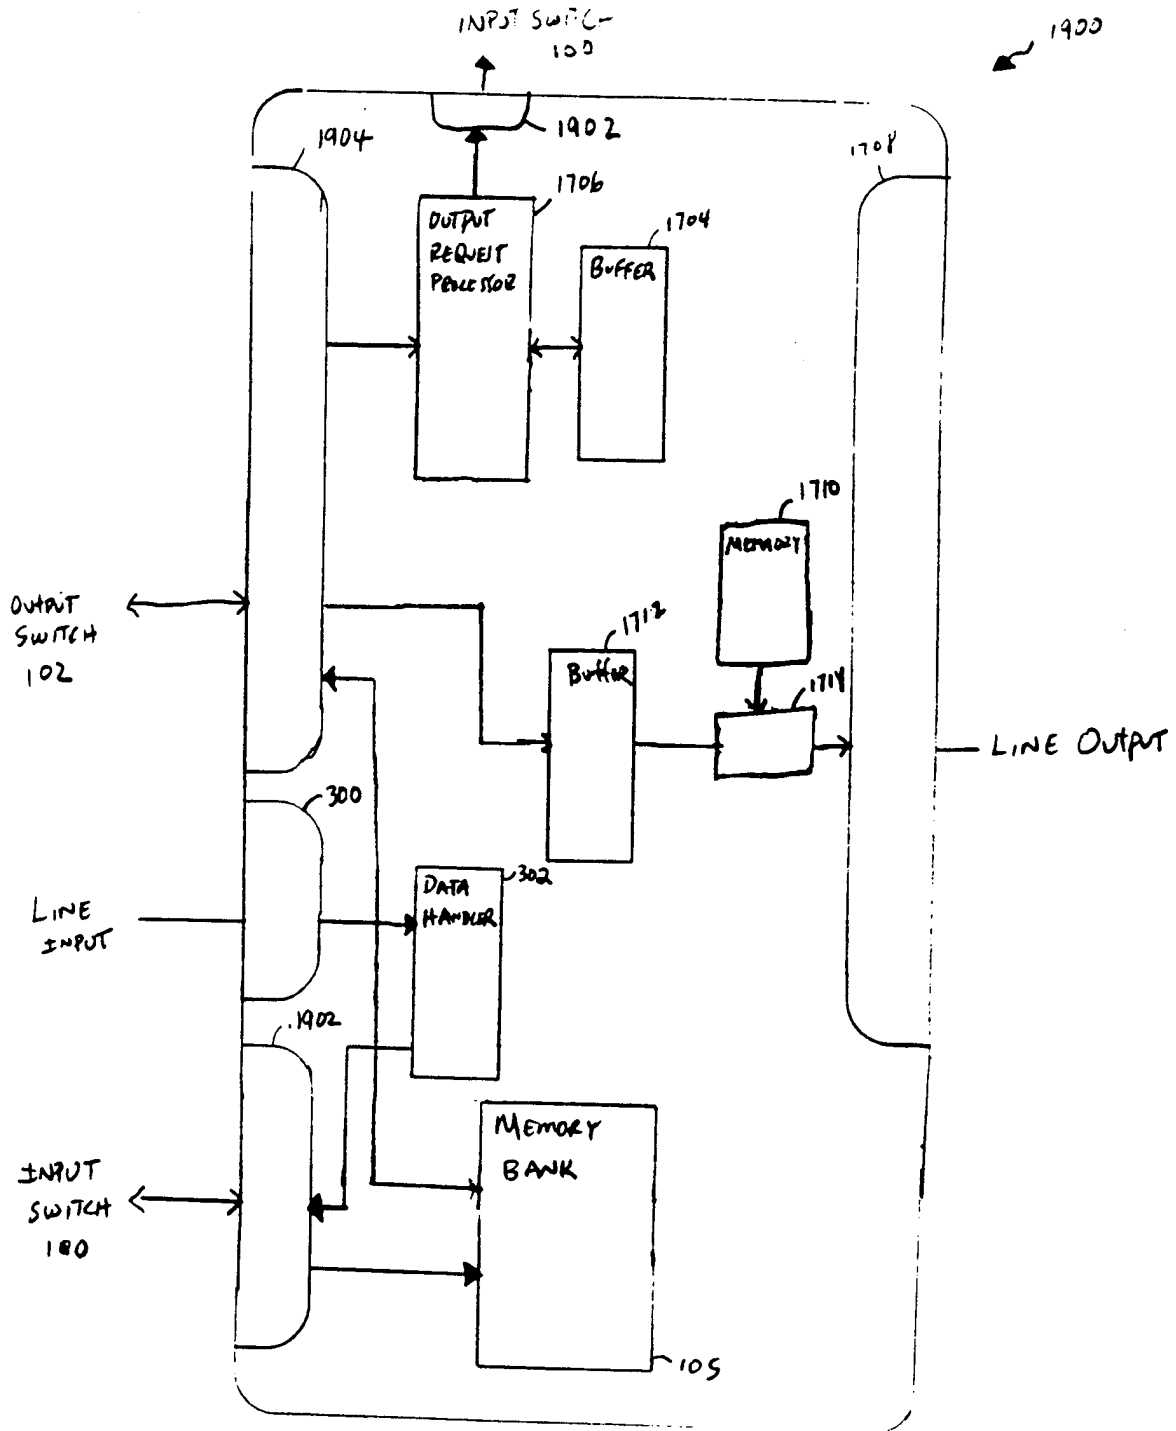 INPUT SWITCH
100
1900
1902
1904
1706
1708
OUTPUT
REQUEST
PROCESSOR
1704
BUFFER
1710
MEMORY
OUTPUT
SWITCH
102
1712
BUFFER
1714
LINE OUTPUT
300
302
DATA
HANDLER
LINE
INPUT
1902
MEMORY
BANK
INPUT
SWITCH
100
105